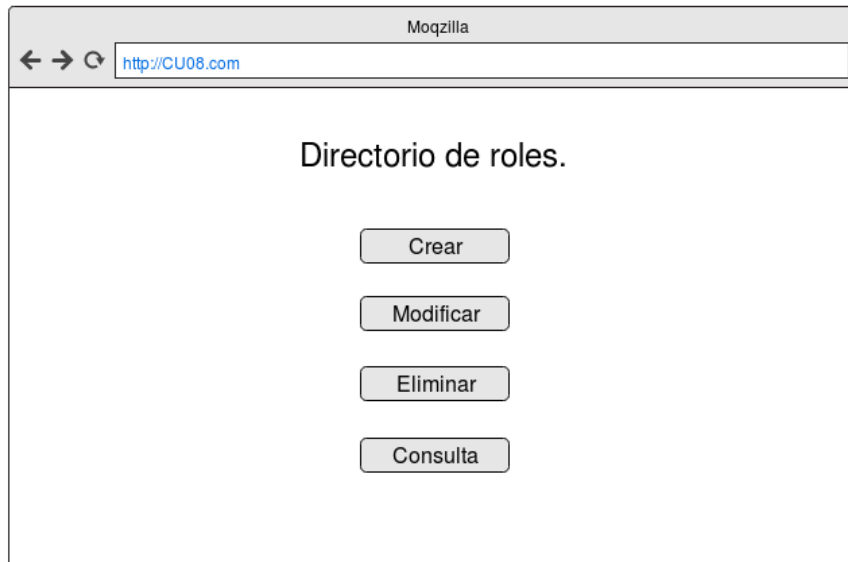 Moqzilla
http://CU08.com
Directorio de roles.
Crear
Modificar
Eliminar
Consulta